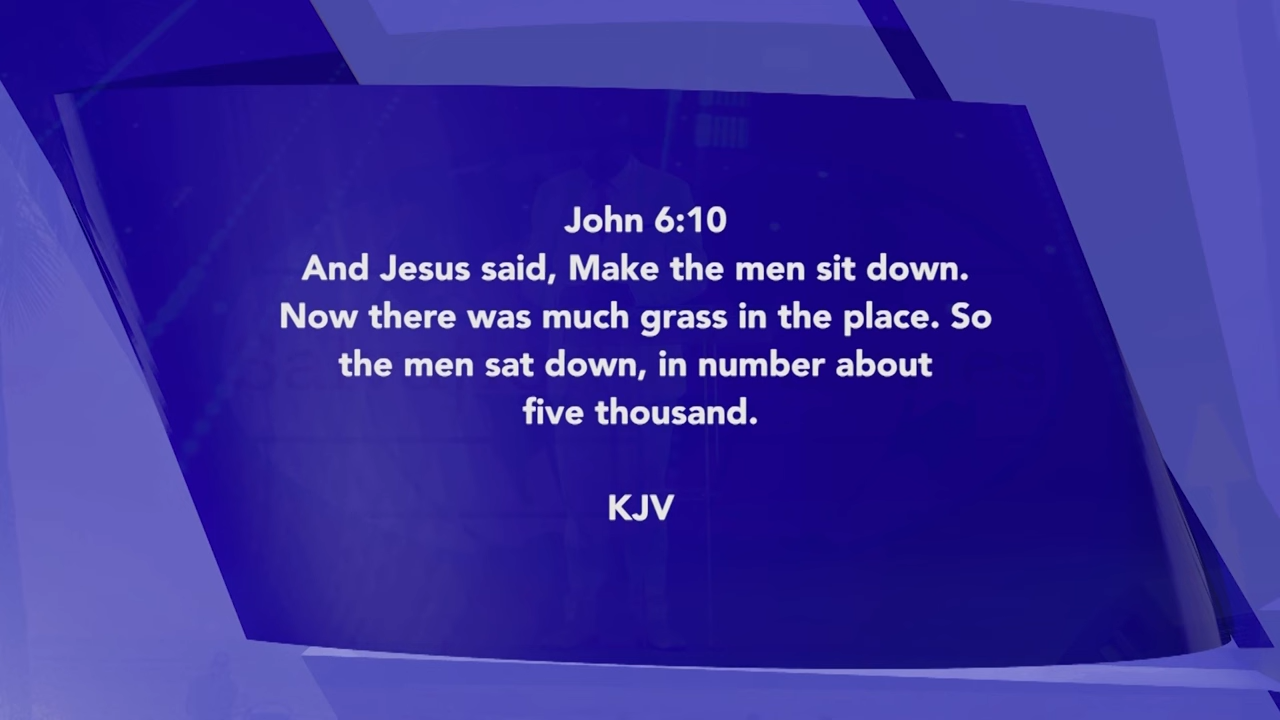 John 6:10
And Jesus said, Make the men sit down.
Now there was much grass in the place. So
the men sat down, in number about
five thousand.
KJV